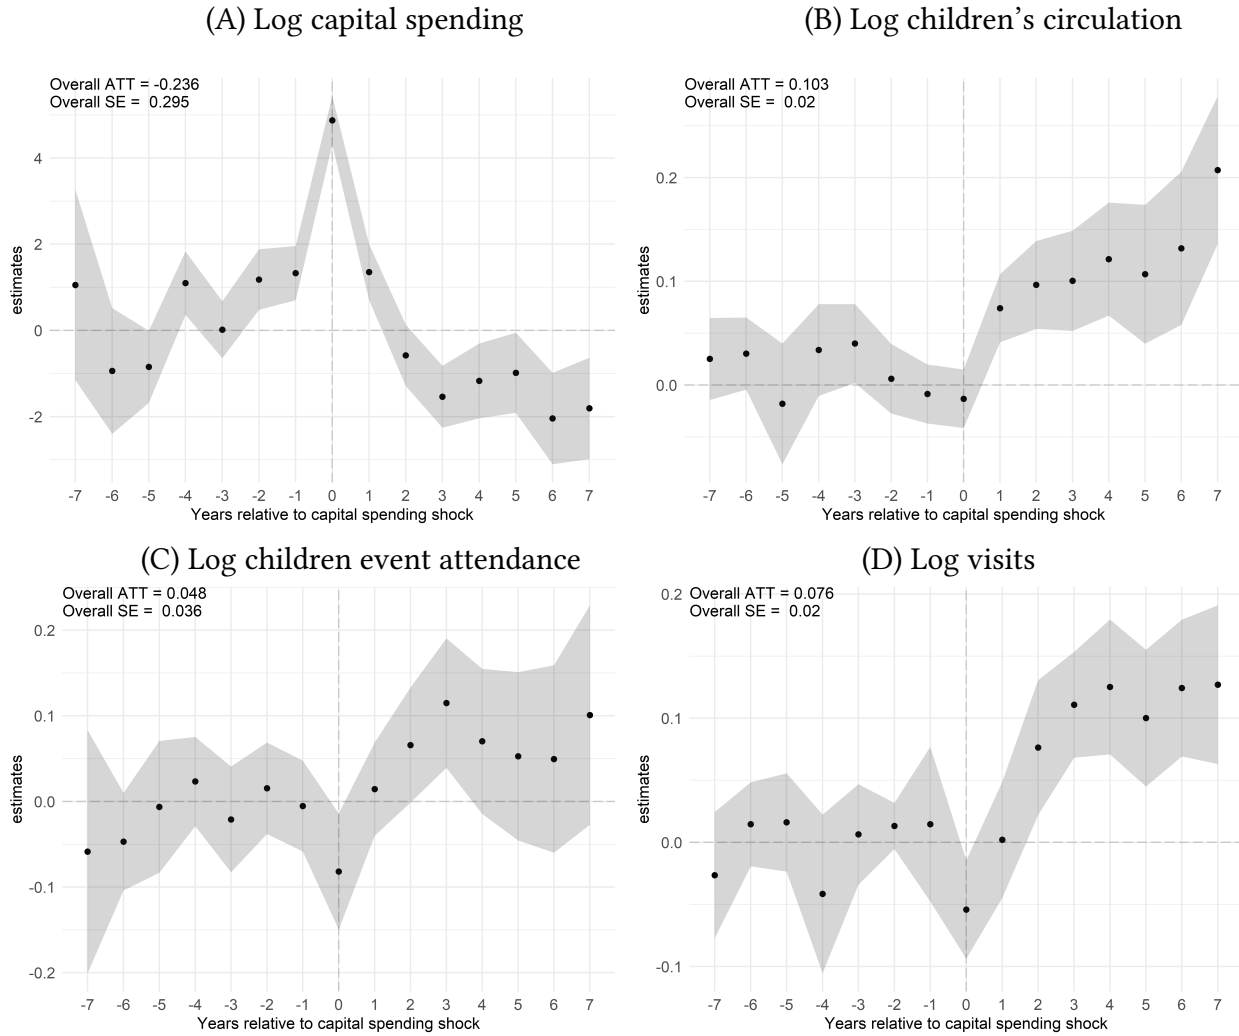 (A) Log capital spending
Overall ATT = -0.236
Overall SE =  0.295
estimates
4
2
0
-2
-7 -6 -5 -4 -3 -2 -1 0 1 2 3 4 5 6 7
Years relative to capital spending shock
(B) Log children’s circulation
Overall ATT = 0.103
Overall SE =  0.02
estimates
0.2
0.1
0.0
-7 -6 -5 -4 -3 -2 -1 0 1 2 3 4 5 6 7
Years relative to capital spending shock
(C) Log children event attendance
Overall ATT = 0.048
Overall SE =  0.036
estimates
0.2
0.1
0.0
-0.1
-0.2
-7 -6 -5 -4 -3 -2 -1 0 1 2 3 4 5 6 7
Years relative to capital spending shock
(D) Log visits
Overall ATT = 0.076
Overall SE =  0.02
estimates
0.2
0.1
0.0
-0.1
-7 -6 -5 -4 -3 -2 -1 0 1 2 3 4 5 6 7
Years relative to capital spending shock